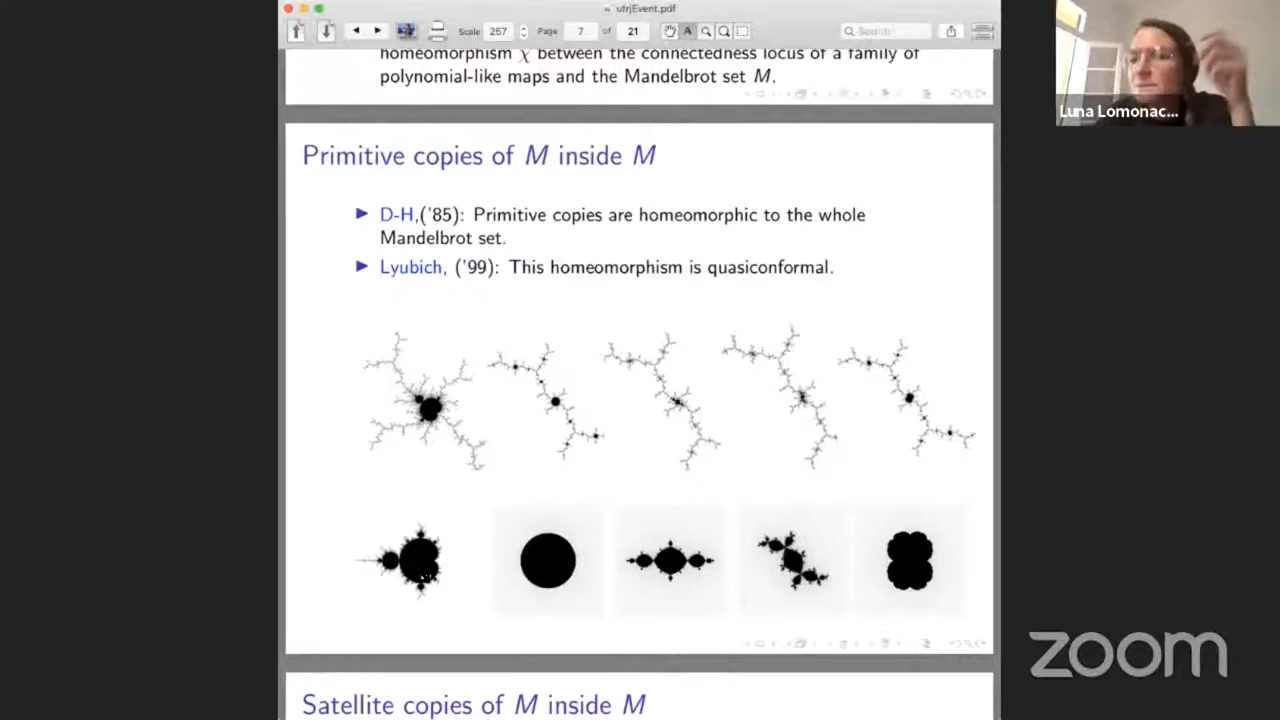 utrjEvent.pdf
Scale 257 Page 7 of 21 Search
homeomorphism χ between the connectedness locus of a family of
polynomial-like maps and the Mandelbrot set M.
Luna Lomonac...
Primitive copies of M inside M
▶ D-H,('85): Primitive copies are homeomorphic to the whole
Mandelbrot set.
▶ Lyubich, ('99): This homeomorphism is quasiconformal.
zoom
Satellite copies of M inside M